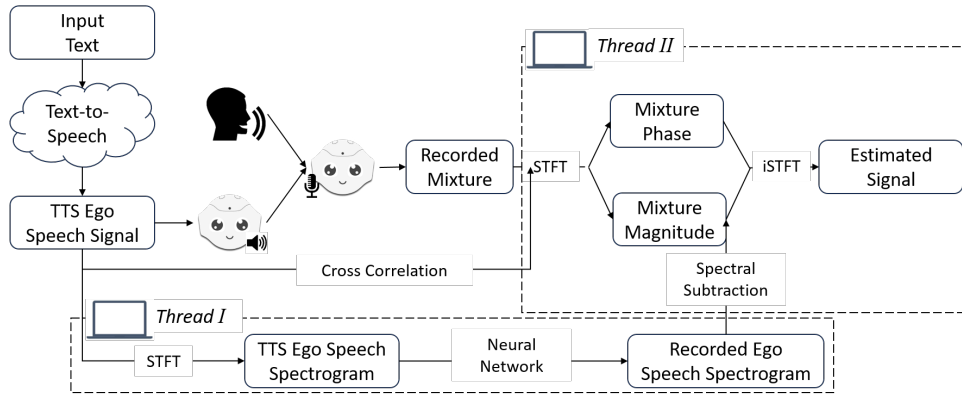 Input
Text
Text-to-
Speech
TTS Ego
Speech Signal
Recorded
Mixture
Thread II
STFT
Mixture
Phase
Mixture
Magnitude
iSTFT
Estimated
Signal
Cross Correlation
Spectral
Subtraction
Thread I
STFT
TTS Ego Speech
Spectrogram
Neural
Network
Recorded Ego
Speech Spectrogram